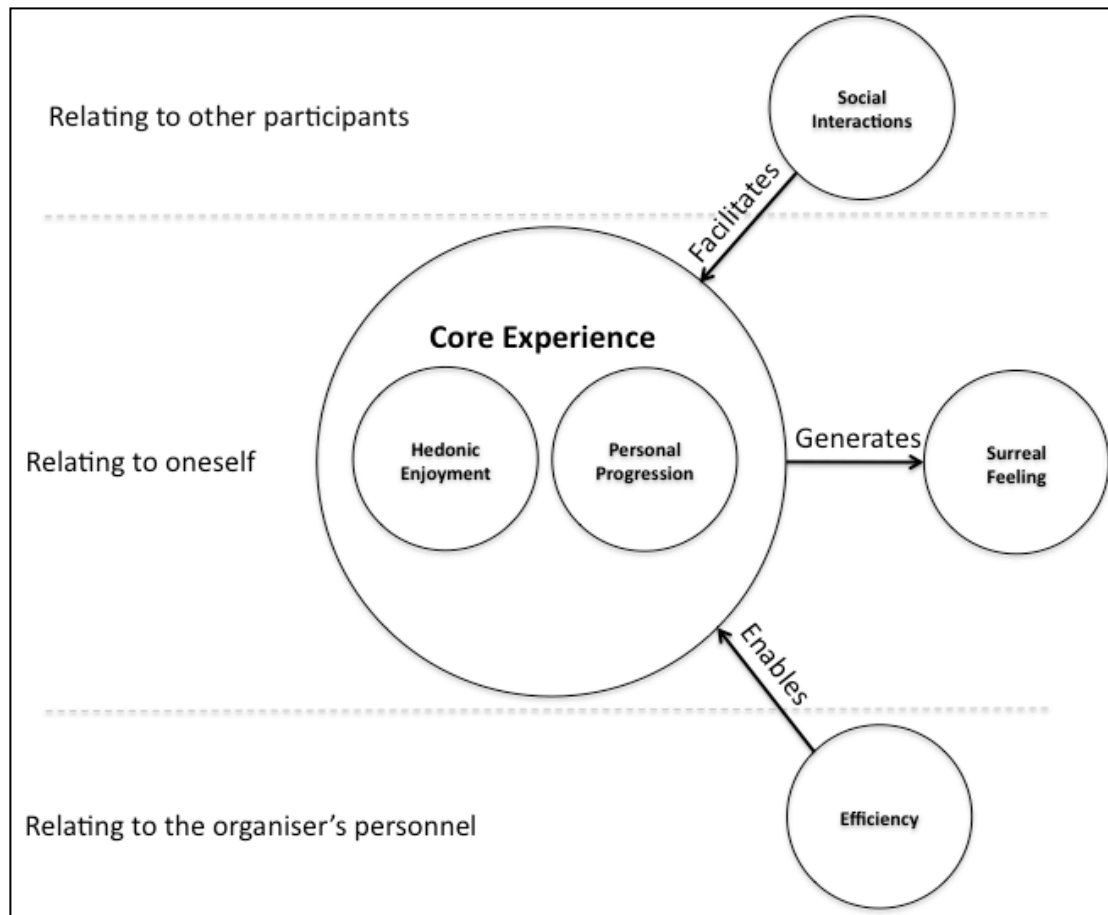 Relating to other participants
Social
Interactions
Facilitates
Core Experience
Hedonic
Enjoyment
Personal
Progression
Relating to oneself
Generates
Surreal
Feeling
Enables
Relating to the organiser’s personnel
Efficiency